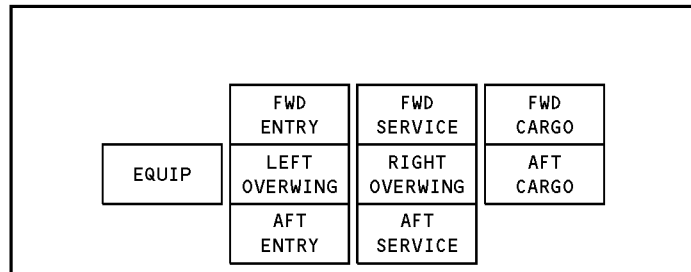 FWD
ENTRY
FWD
SERVICE
FWD
CARGO
EQUIP
LEFT
OVERWING
RIGHT
OVERWING
AFT
CARGO
AFT
ENTRY
AFT
SERVICE